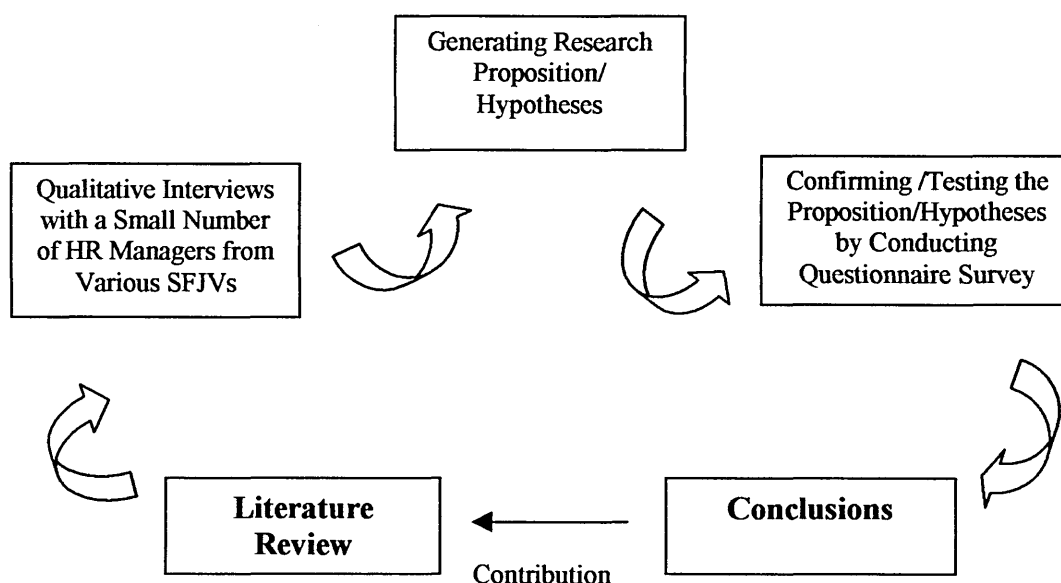 Generating Research
Proposition/
Hypotheses
Qualitative Interviews
with a Small Number
of HR Managers from
Various SFJVs
Confirming /Testing the
Proposition/Hypotheses
by Conducting
Questionnaire Survey
Literature
Review
Conclusions
Contribution